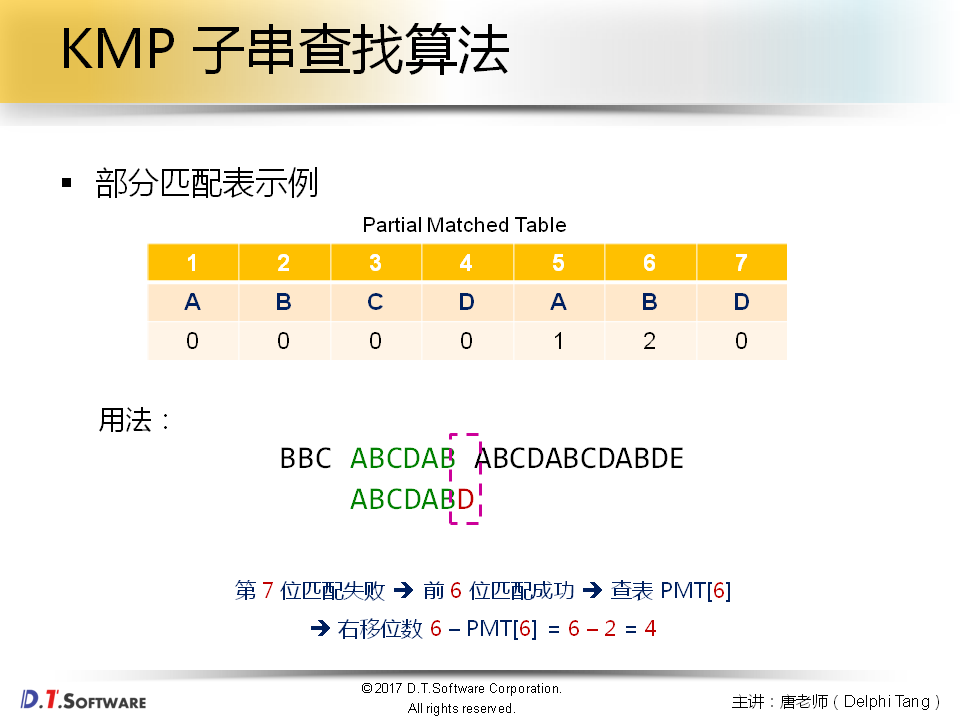 KMP 子串查找算法
部分匹配表示例
Partial Matched Table
1 2 3 4 5 6 7
A B C D A B D
0 0 0 0 1 2 0
用法：
BBC ABCDAB ABCDABCDABDE
ABCDABD
第 7 位匹配失败 ➔ 前 6 位匹配成功 ➔ 查表 PMT[6]
➔ 右移位数 6 – PMT[6] = 6 – 2 = 4
D.T.SOFTWARE
©2017 D.T.Software Corporation.
All rights reserved.
主讲：唐老师（Delphi Tang）